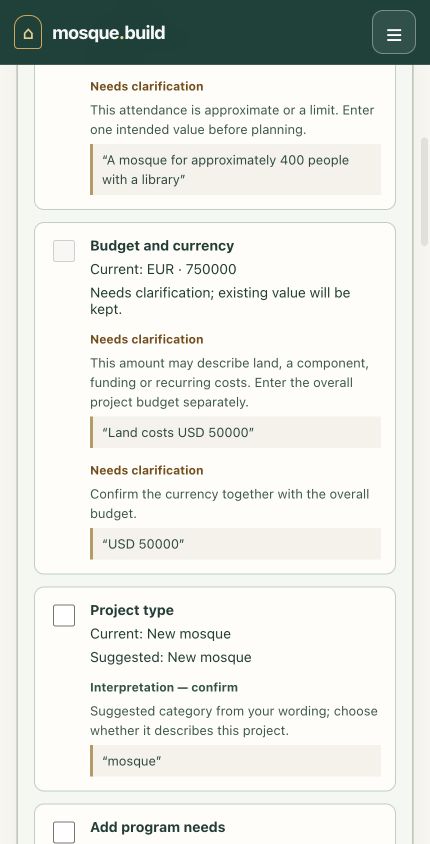 mosque.build
Needs clarification
This attendance is approximate or a limit. Enter
one intended value before planning.
“A mosque for approximately 400 people
with a library”
Budget and currency
Current: EUR · 750000
Needs clarification; existing value will be
kept.
Needs clarification
This amount may describe land, a component,
funding or recurring costs. Enter the overall
project budget separately.
“Land costs USD 50000”
Needs clarification
Confirm the currency together with the overall
budget.
“USD 50000”
Project type
Current: New mosque
Suggested: New mosque
Interpretation — confirm
Suggested category from your wording; choose
whether it describes this project.
“mosque”
Add program needs